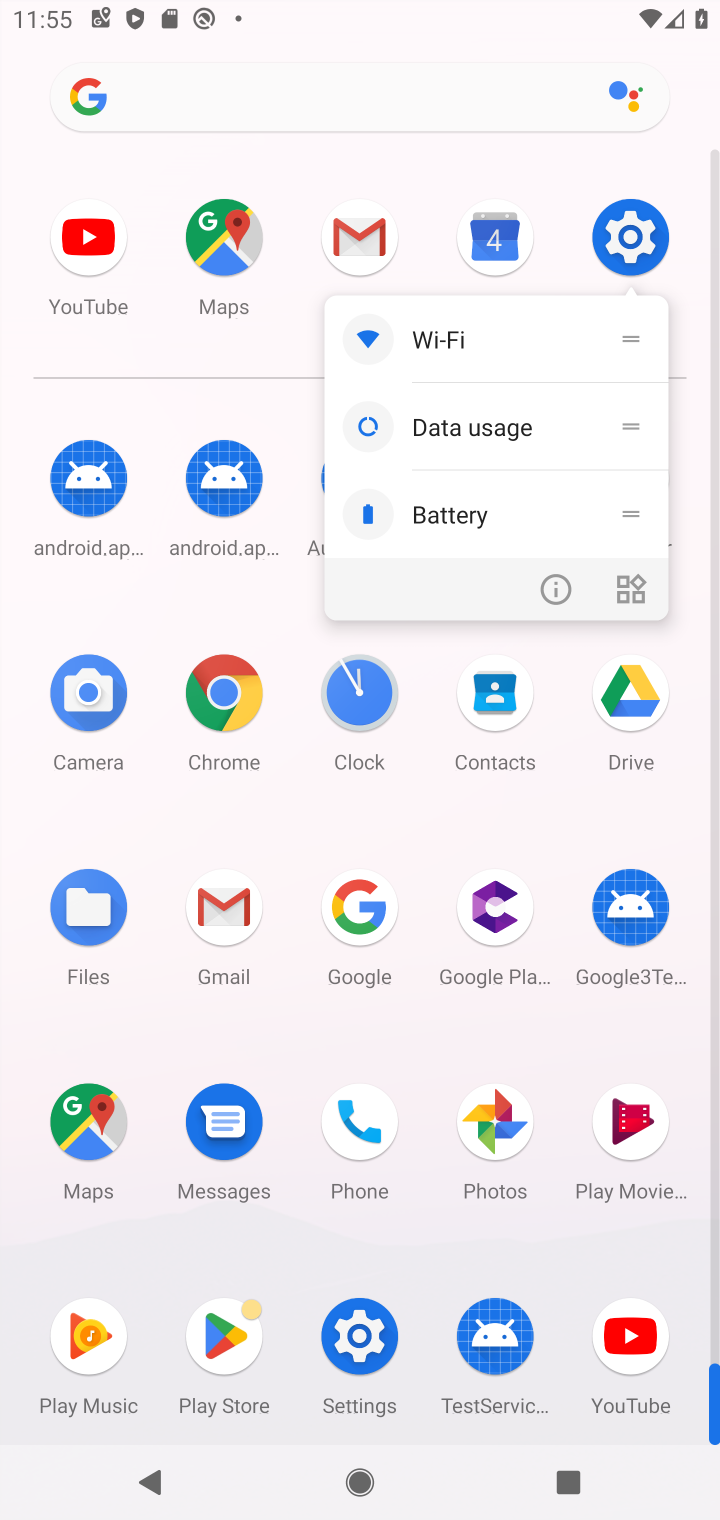 11:55
YouTube
Maps
4
Wi-Fi
Data usage
Battery
android.ap...
android.ap...
Camera
Chrome
Clock
Contacts
Drive
Files
Gmail
Google
Google Pla...
Google3Te...
Maps
Messages
Phone
Photos
Play Movie...
Play Music
Play Store
Settings
TestServic...
YouTube